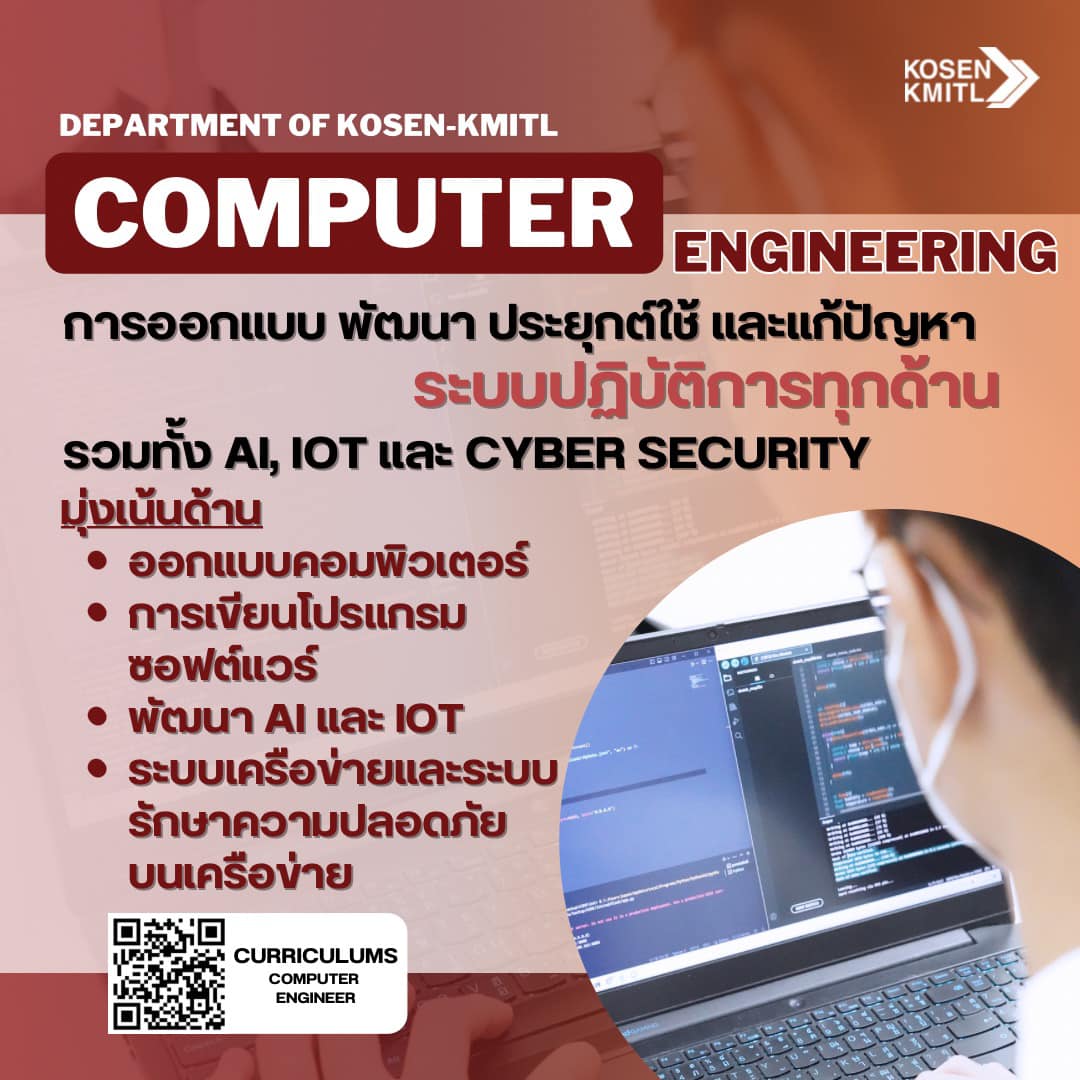 KOSEN
KMITL
DEPARTMENT OF KOSEN-KMITL
COMPUTER
ENGINEERING
การออกแบบ พัฒนา ประยุกต์ใช้ และแก้ปัญหา
ระบบปฏิบัติการทุกด้าน
รวมทั้ง AI, IOT และ CYBER SECURITY
มุ่งเน้นด้าน
• ออกแบบคอมพิวเตอร์
• การเขียนโปรแกรม
ซอฟต์แวร์
• พัฒนา AI และ IOT
• ระบบเครือข่ายและระบบ
รักษาความปลอดภัย
บนเครือข่าย
CURRICULUMS
COMPUTER
ENGINEER